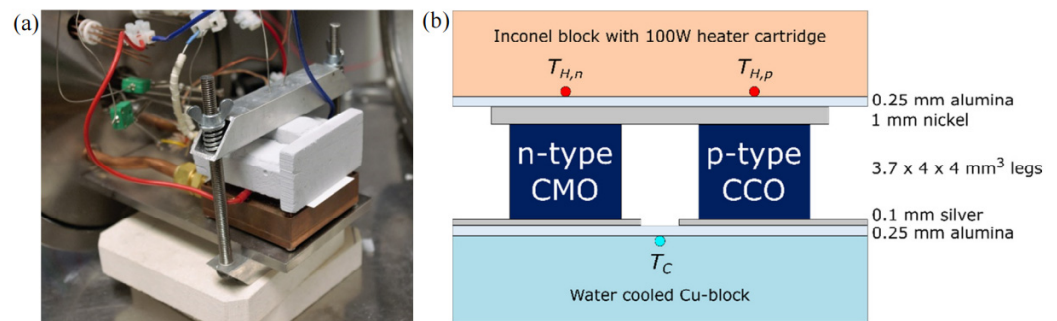 (a)
(b)
Inconel block with 100W heater cartridge
T_{H,n}
T_{H,p}
0.25 mm alumina
1 mm nickel
n-type
CMO
p-type
CCO
3.7 x 4 x 4 mm³ legs
0.1 mm silver
0.25 mm alumina
T_C
Water cooled Cu-block